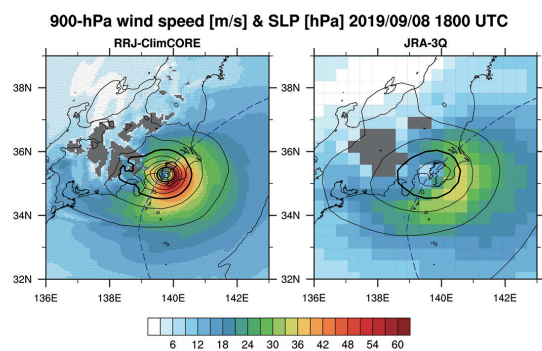 900-hPa wind speed [m/s] & SLP [hPa] 2019/09/08 1800 UTC
RRJ-ClimCORE
JRA-3Q
38N
36N
34N
32N
136E 138E 140E 142E
38N
36N
34N
32N
136E 138E 140E 142E
6 12 18 24 30 36 42 48 54 60